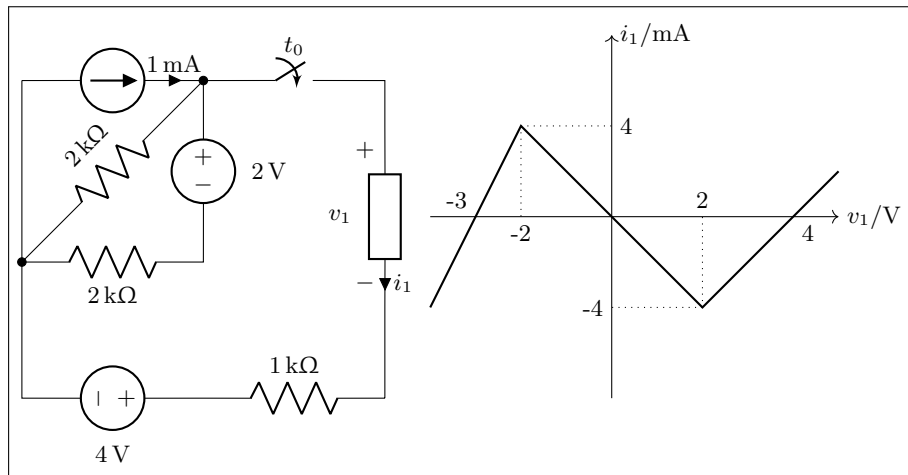 1 mA
t₀
i₁/mA
2 kΩ
+
−
2 V
+
v₁
−
i₁
2 kΩ
− +
4 V
1 kΩ
4
-3
-2
2
4
v₁/V
-4